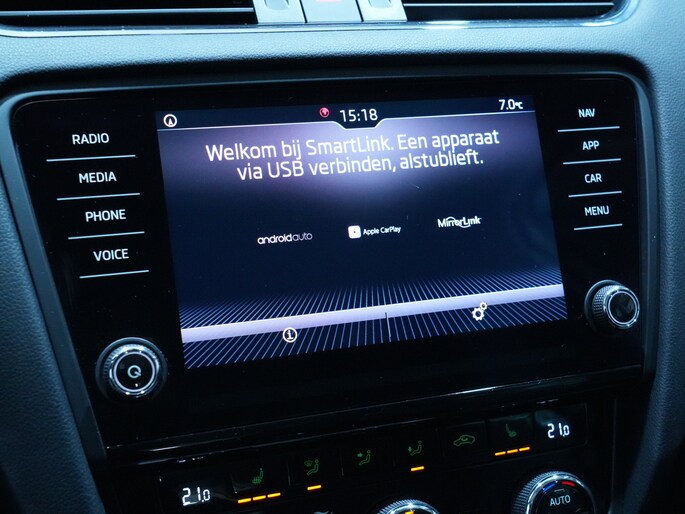 15:18
7.0°C
Welkom bij SmartLink. Een apparaat
via USB verbinden, alstublieft.
androidauto
Apple CarPlay
MirrorLink
RADIO
MEDIA
PHONE
VOICE
NAV
APP
CAR
MENU
21.0
21.0
AUTO